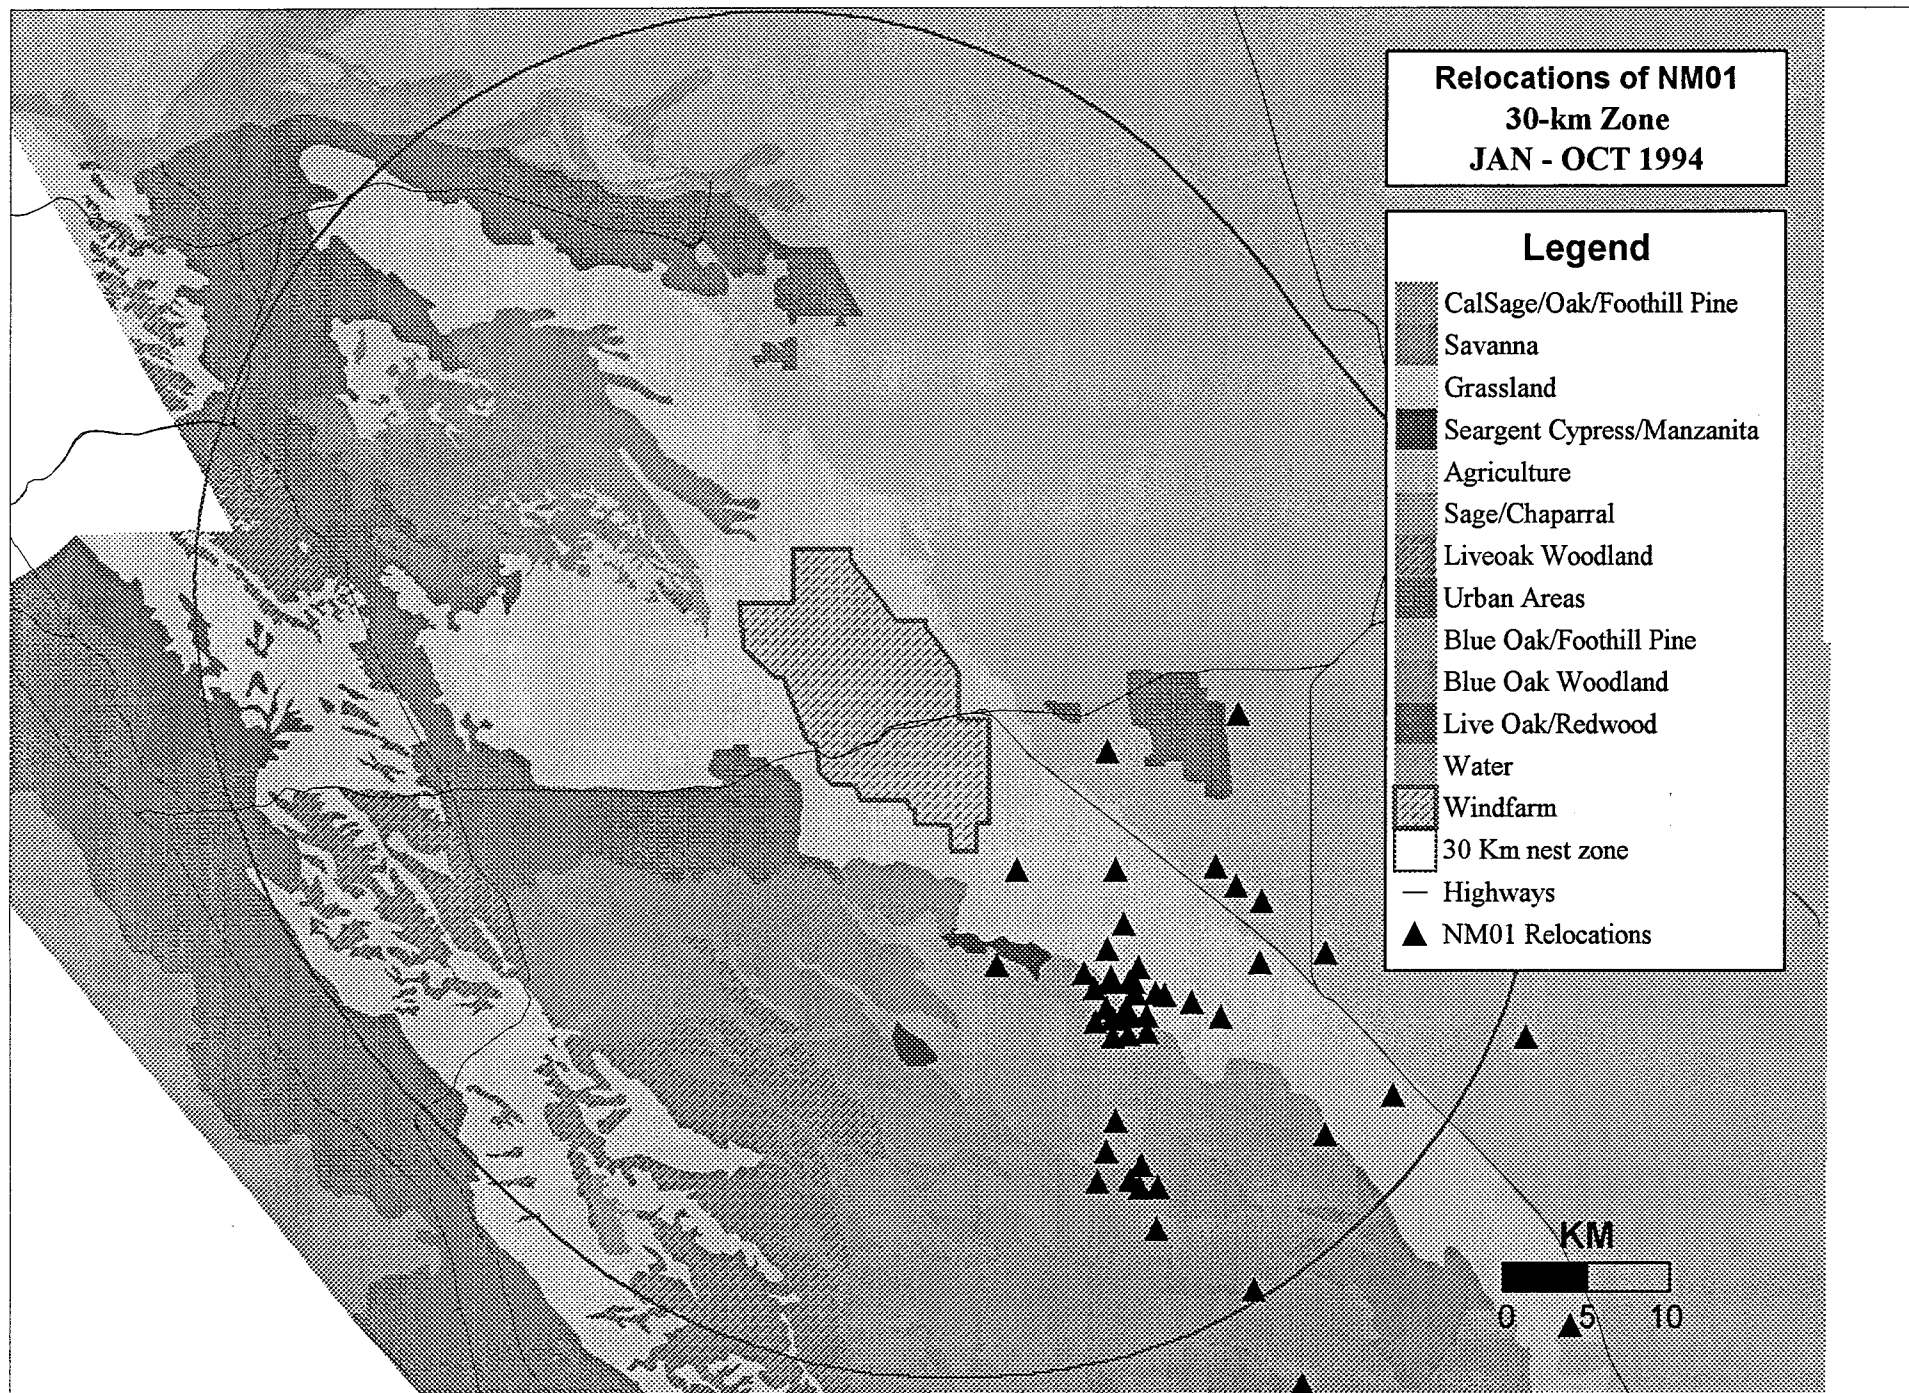 Relocations of NM01
30-km Zone
JAN - OCT 1994
Legend
CalSage/Oak/Foothill Pine
Savanna
Grassland
Seargent Cypress/Manzanita
Agriculture
Sage/Chaparral
Liveoak Woodland
Urban Areas
Blue Oak/Foothill Pine
Blue Oak Woodland
Live Oak/Redwood
Water
Windfarm
30 Km nest zone
Highways
NM01 Relocations
KM
0 5 10